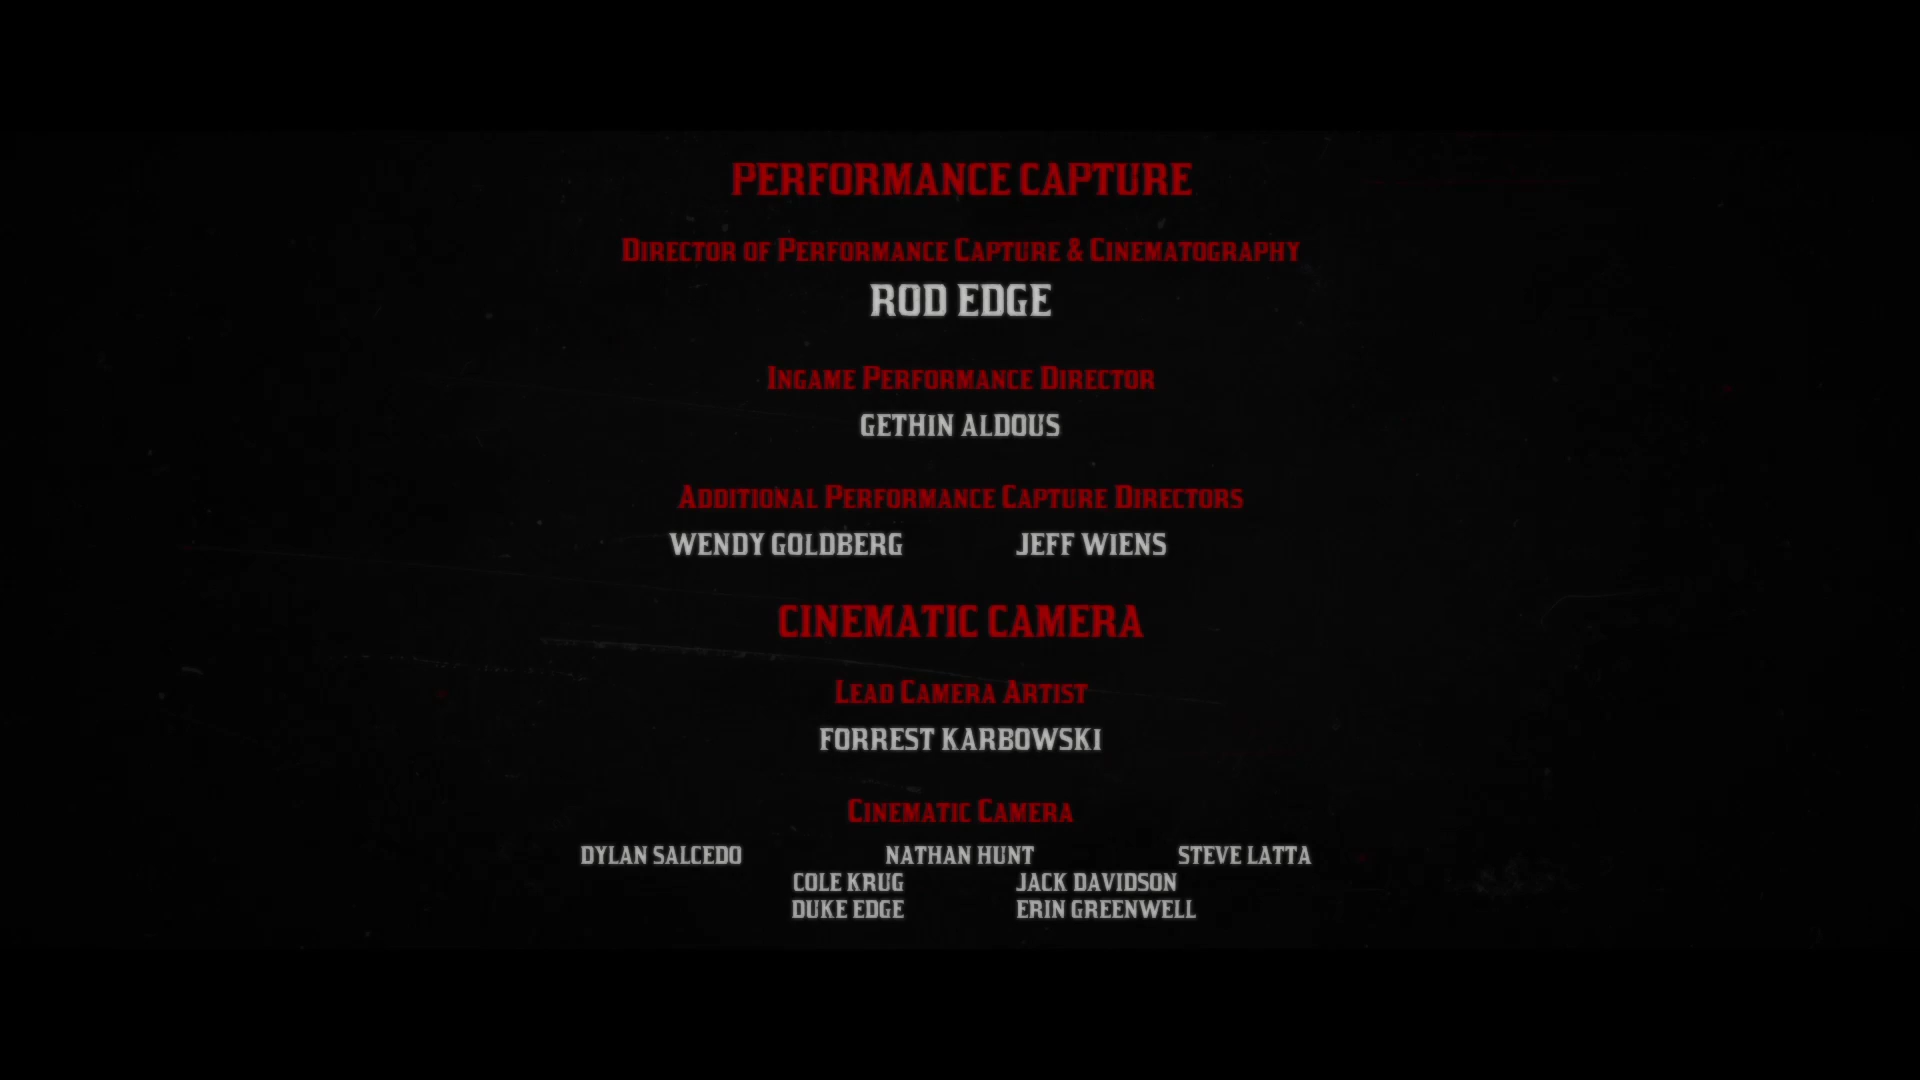 PERFORMANCE CAPTURE
DIRECTOR OF PERFORMANCE CAPTURE & CINEMATOGRAPHY
ROD EDGE
INGAME PERFORMANCE DIRECTOR
GETHIN ALDOUS
ADDITIONAL PERFORMANCE CAPTURE DIRECTORS
WENDY GOLDBERG JEFF WIENS
CINEMATIC CAMERA
LEAD CAMERA ARTIST
FORREST KARBOWSKI
CINEMATIC CAMERA
DYLAN SALCEDO NATHAN HUNT STEVE LATTA
COLE KRUG JACK DAVIDSON
DUKE EDGE ERIN GREENWELL